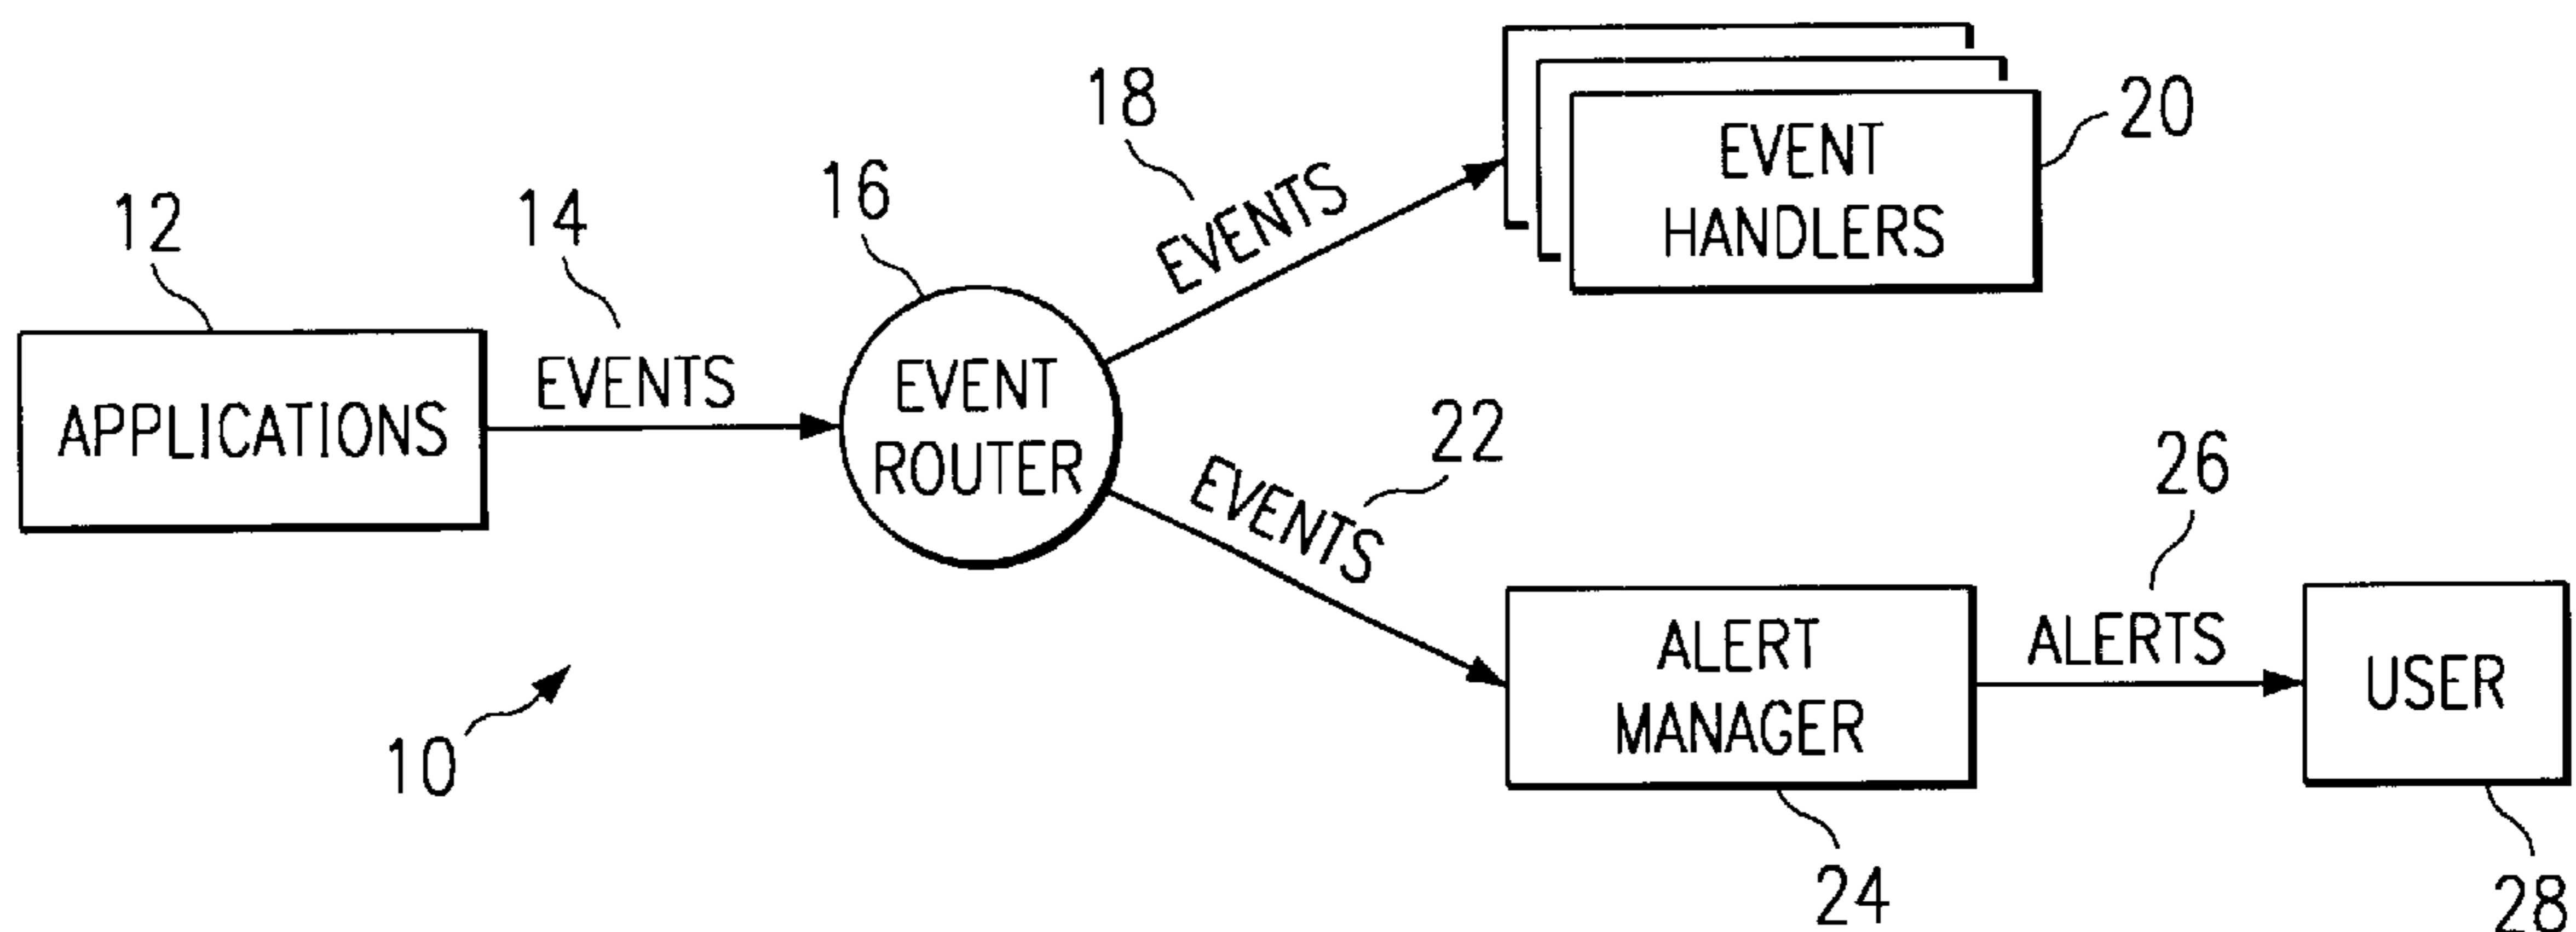 12
APPLICATIONS
14
EVENTS
16
EVENT
ROUTER
18
EVENTS
EVENT
HANDLERS
20
EVENTS
22
ALERT
MANAGER
24
26
ALERTS
USER
28
10